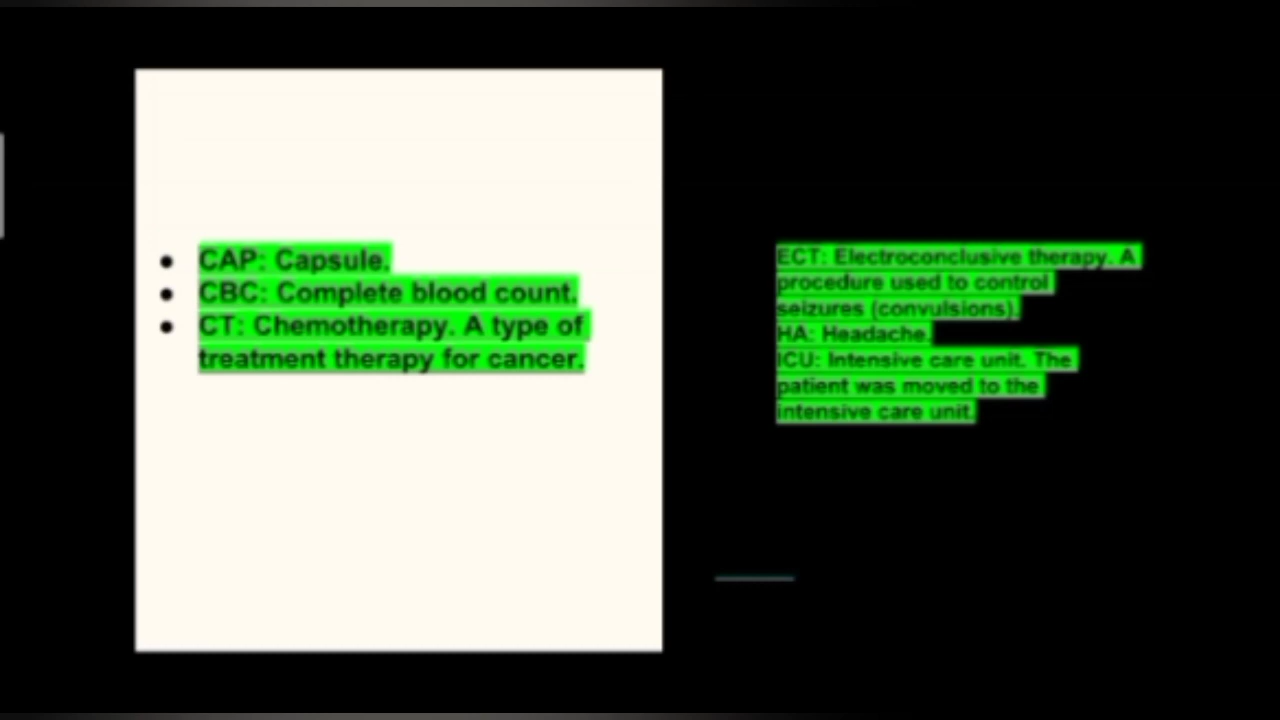 CAP: Capsule.
CBC: Complete blood count.
CT: Chemotherapy. A type of
treatment therapy for cancer.
ECT: Electroconclusive therapy. A
procedure used to control
seizures (convulsions).
HA: Headache.
ICU: Intensive care unit. The
patient was moved to the
intensive care unit.